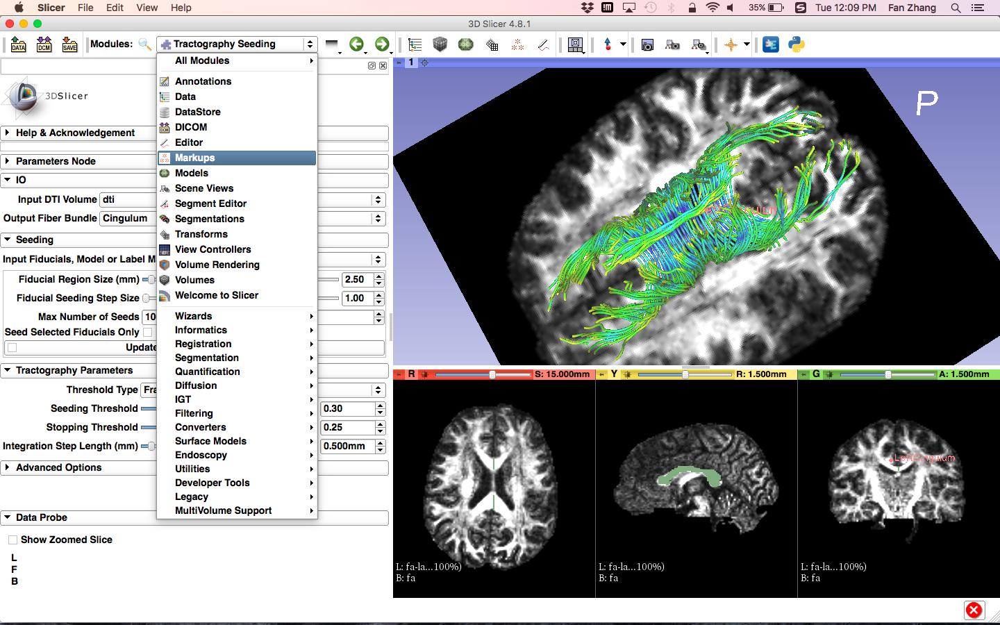 Slicer File Edit View Help 35% Tue 12:09 PM Fan Zhang
3D Slicer 4.8.1
DATA DCM SAVE Modules: Tractography Seeding
All Modules
Annotations
Data
DataStore
DICOM
Editor
Markups
Models
Scene Views
Segment Editor
Segmentations
Transforms
View Controllers
Volume Rendering
Volumes
Welcome to Slicer
Wizards
Informatics
Registration
Segmentation
Quantification
Diffusion
IGT
Filtering
Converters
Surface Models
Endoscopy
Utilities
Developer Tools
Legacy
MultiVolume Support
3DSlicer
Help & Acknowledgement
Parameters Node
IO
Input DTI Volume dti
Output Fiber Bundle Cingulum
Seeding
Input Fiducials, Model or Label M
Fiducial Region Size (mm) 2.50
Fiducial Seeding Step Size 1.00
Max Number of Seeds 10
Seed Selected Fiducials Only
Update
Tractography Parameters
Threshold Type Fra
Seeding Threshold 0.30
Stopping Threshold 0.25
Integration Step Length (mm) 0.500mm
Advanced Options
Data Probe
Show Zoomed Slice
L
F
B
1
P
R S: 15.000mm
L: fa-la...100%)
B: fa
Y R: 1.500mm
L: fa-la...100%)
B: fa
G A: 1.500mm
L: fa-la...100%)
B: fa